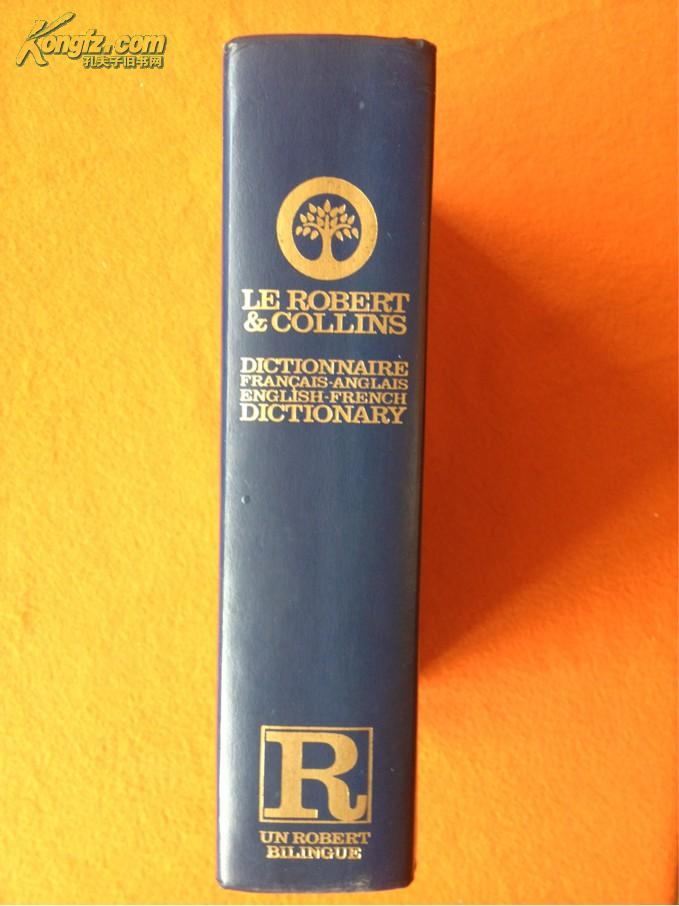 Kongfz.com
孔夫子旧书网
LE ROBERT
& COLLINS
DICTIONNAIRE
FRANÇAIS-ANGLAIS
ENGLISH-FRENCH
DICTIONARY
R
UN ROBERT
BILINGUE